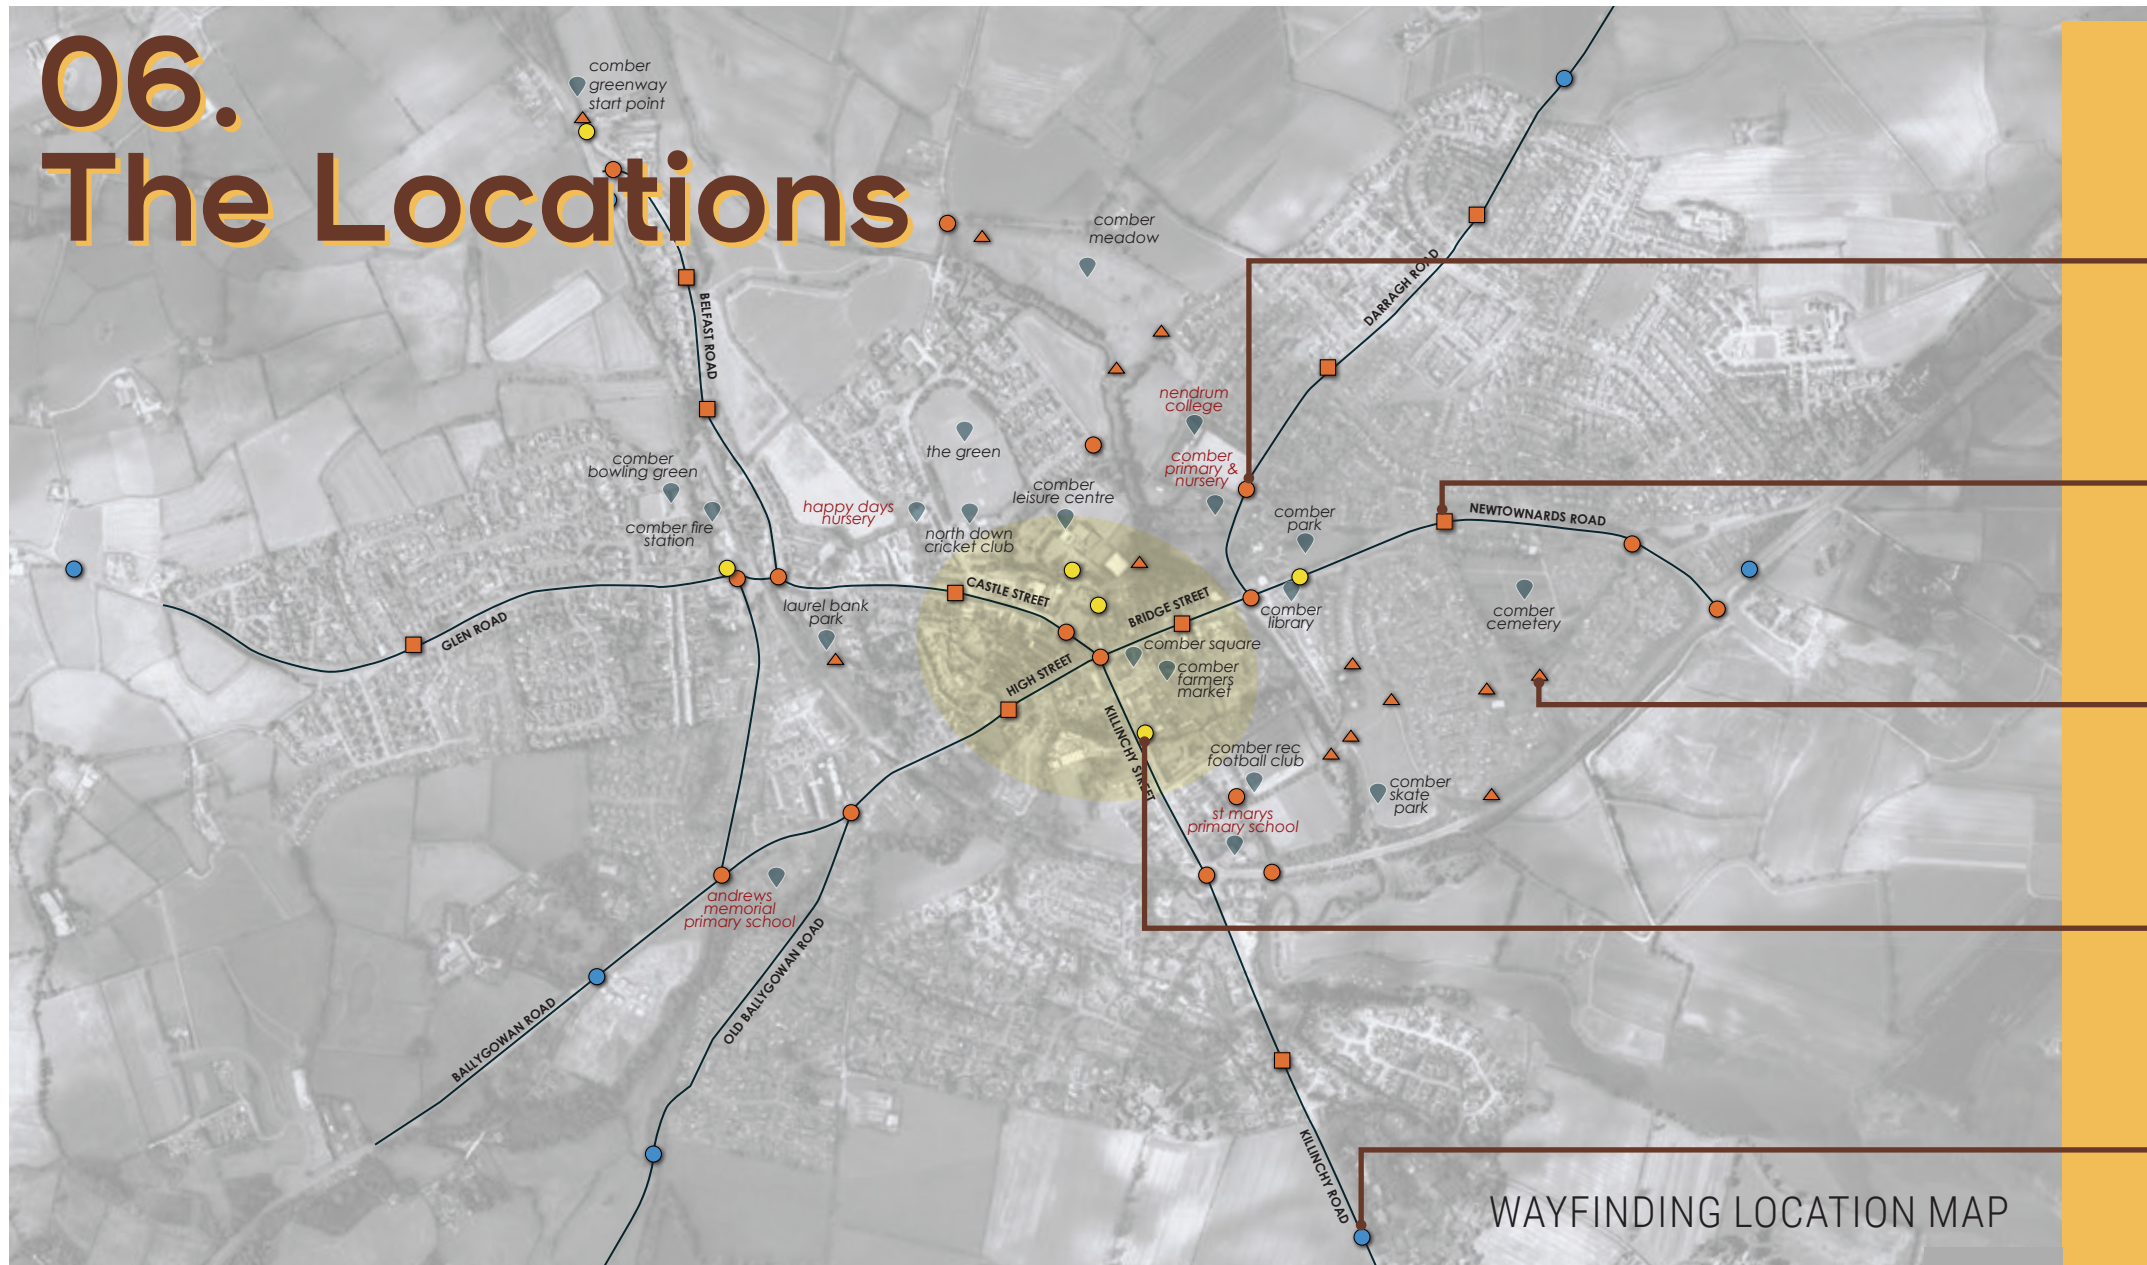 06.
The Locations
comber
greenway
start point
comber
meadow
DARRAGH ROAD
BELFAST ROAD
nendrum
college
comber
primary &
nursery
the green
comber
bowling green
comber fire
station
happy days
nursery
north down
cricket club
comber
leisure centre
comber
park
NEWTOWNARDS ROAD
CASTLE STREET
BRIDGE STREET
comber
library
comber
cemetery
laurel bank
park
GLEN ROAD
comber square
HIGH STREET
comber
farmers
market
KILLINCHY STREET
comber rec
football club
comber
skate
park
st marys
primary school
andrews
memorial
primary school
OLD BALLYGOWAN ROAD
BALLYGOWAN ROAD
KILLINCHY ROAD
WAYFINDING LOCATION MAP